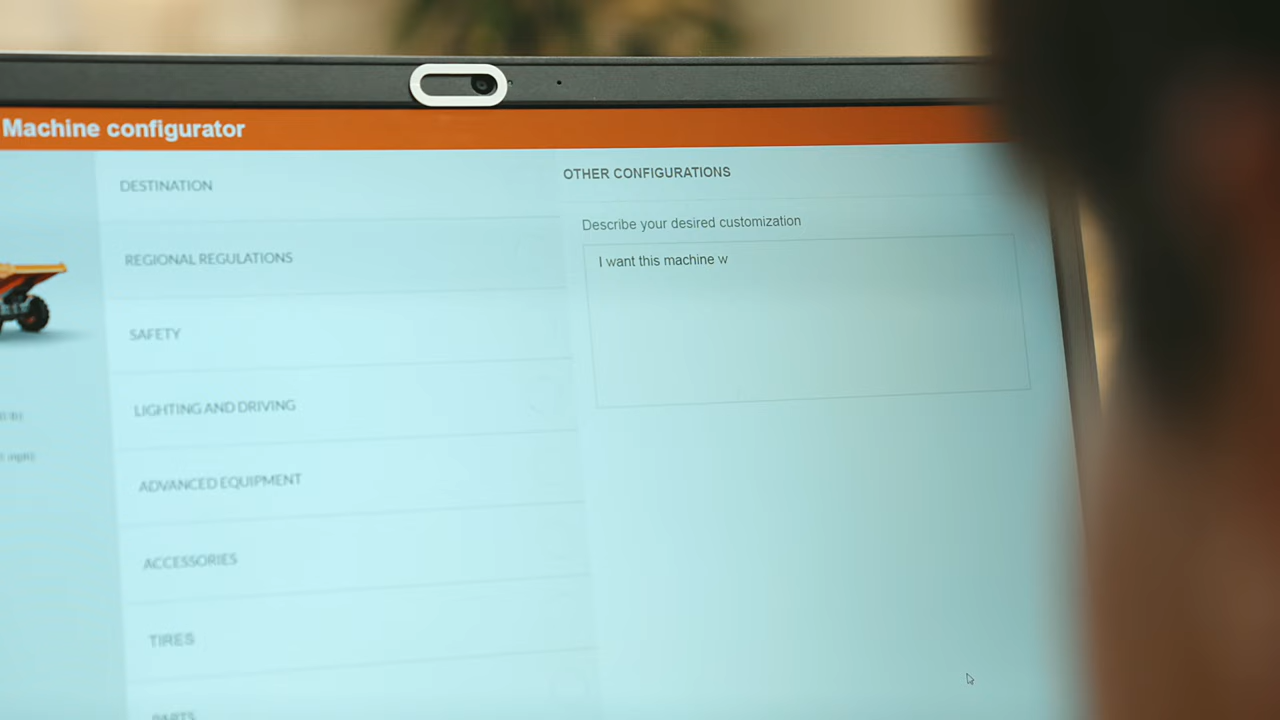 Machine configurator
DESTINATION
REGIONAL REGULATIONS
SAFETY
LIGHTING AND DRIVING
ADVANCED EQUIPMENT
ACCESSORIES
TIRES
PARTS
OTHER CONFIGURATIONS
Describe your desired customization
I want this machine w